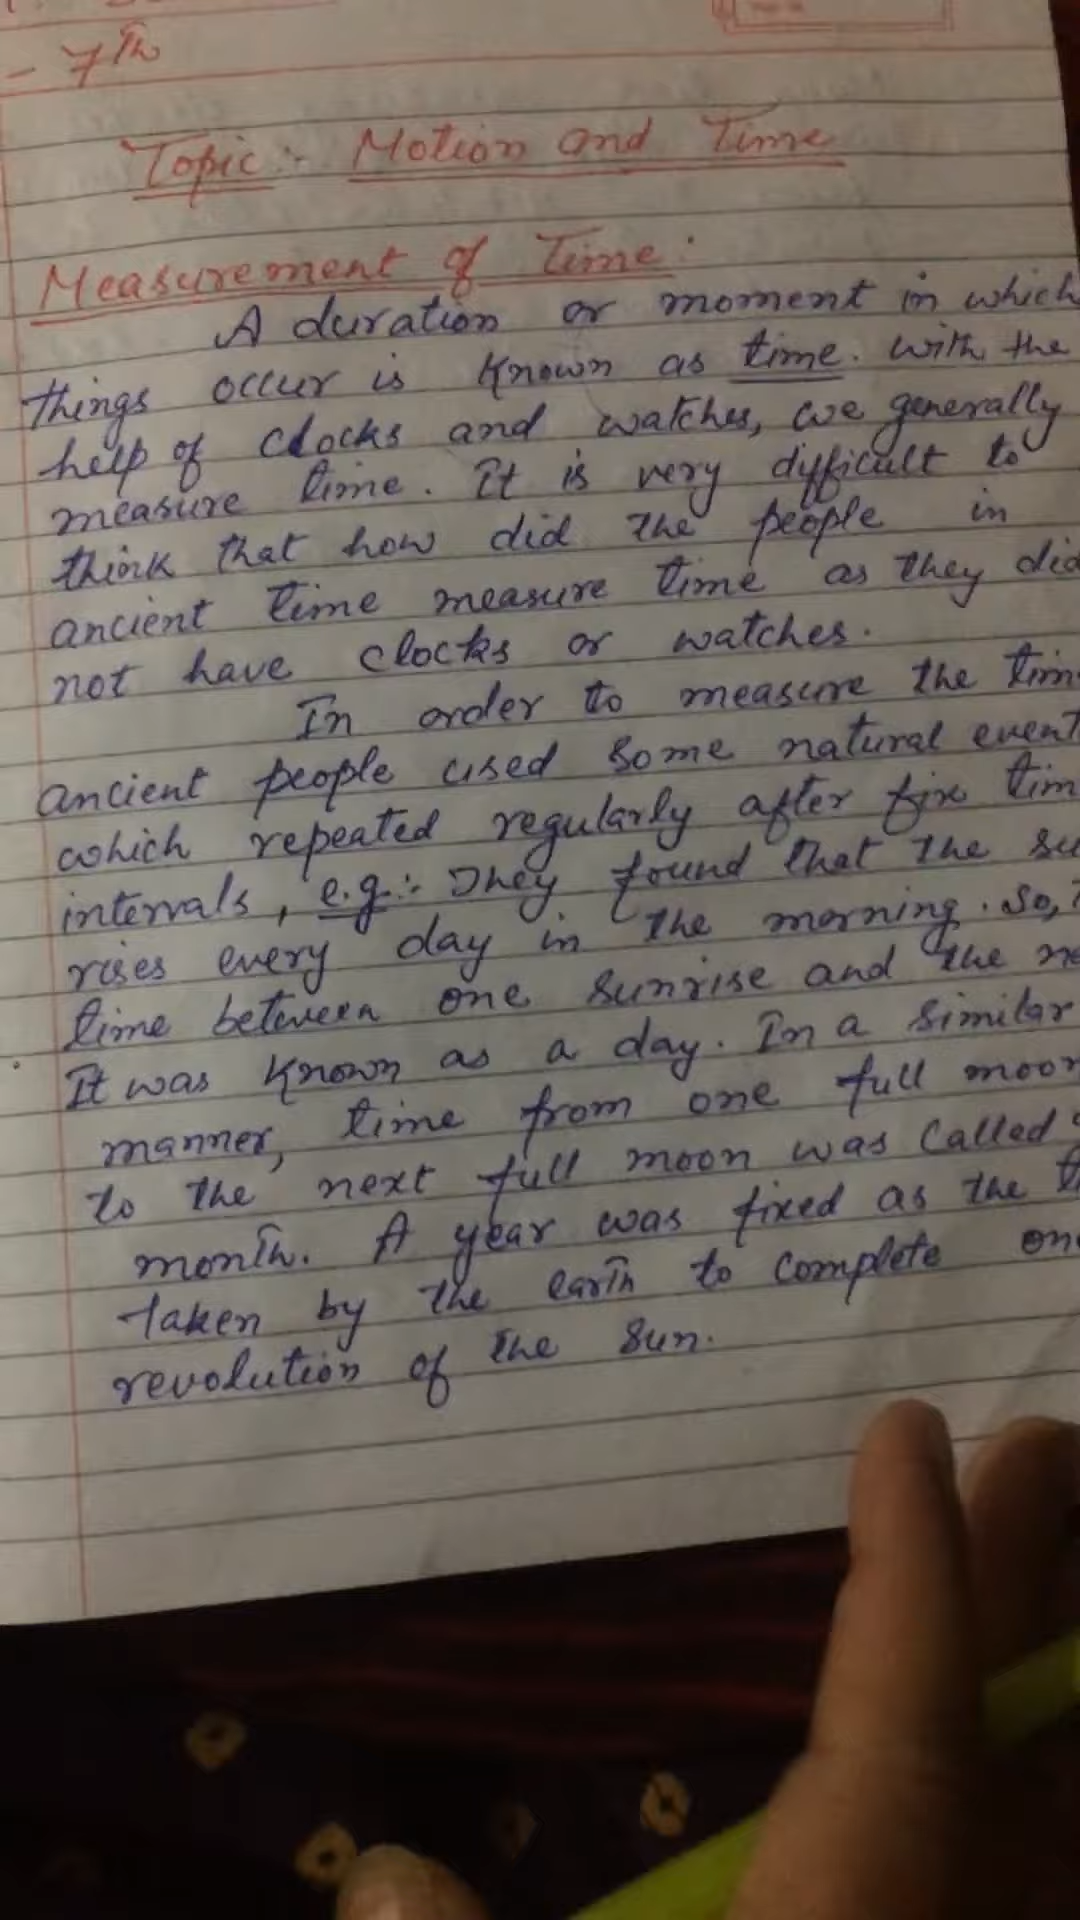 - 7th
Topic:- Motion and Time
Measurement of Time:
A duration or moment in which
things occur is known as time. with the
help of clocks and watches, we generally
measure time. It is very difficult to
think that how did the people in
ancient time measure time as they did
not have clocks or watches.
In order to measure the tim
ancient people used some natural event
which repeated regularly after fix tim
intervals, e.g:- They found that the su
rises every day in the morning. So,
time between one sunrise and the ne
It was known as a day. In a similar
manner, time from one full moon
to the next full moon was called
month. A year was fixed as the
taken by the earth to complete one
revolution of the sun.